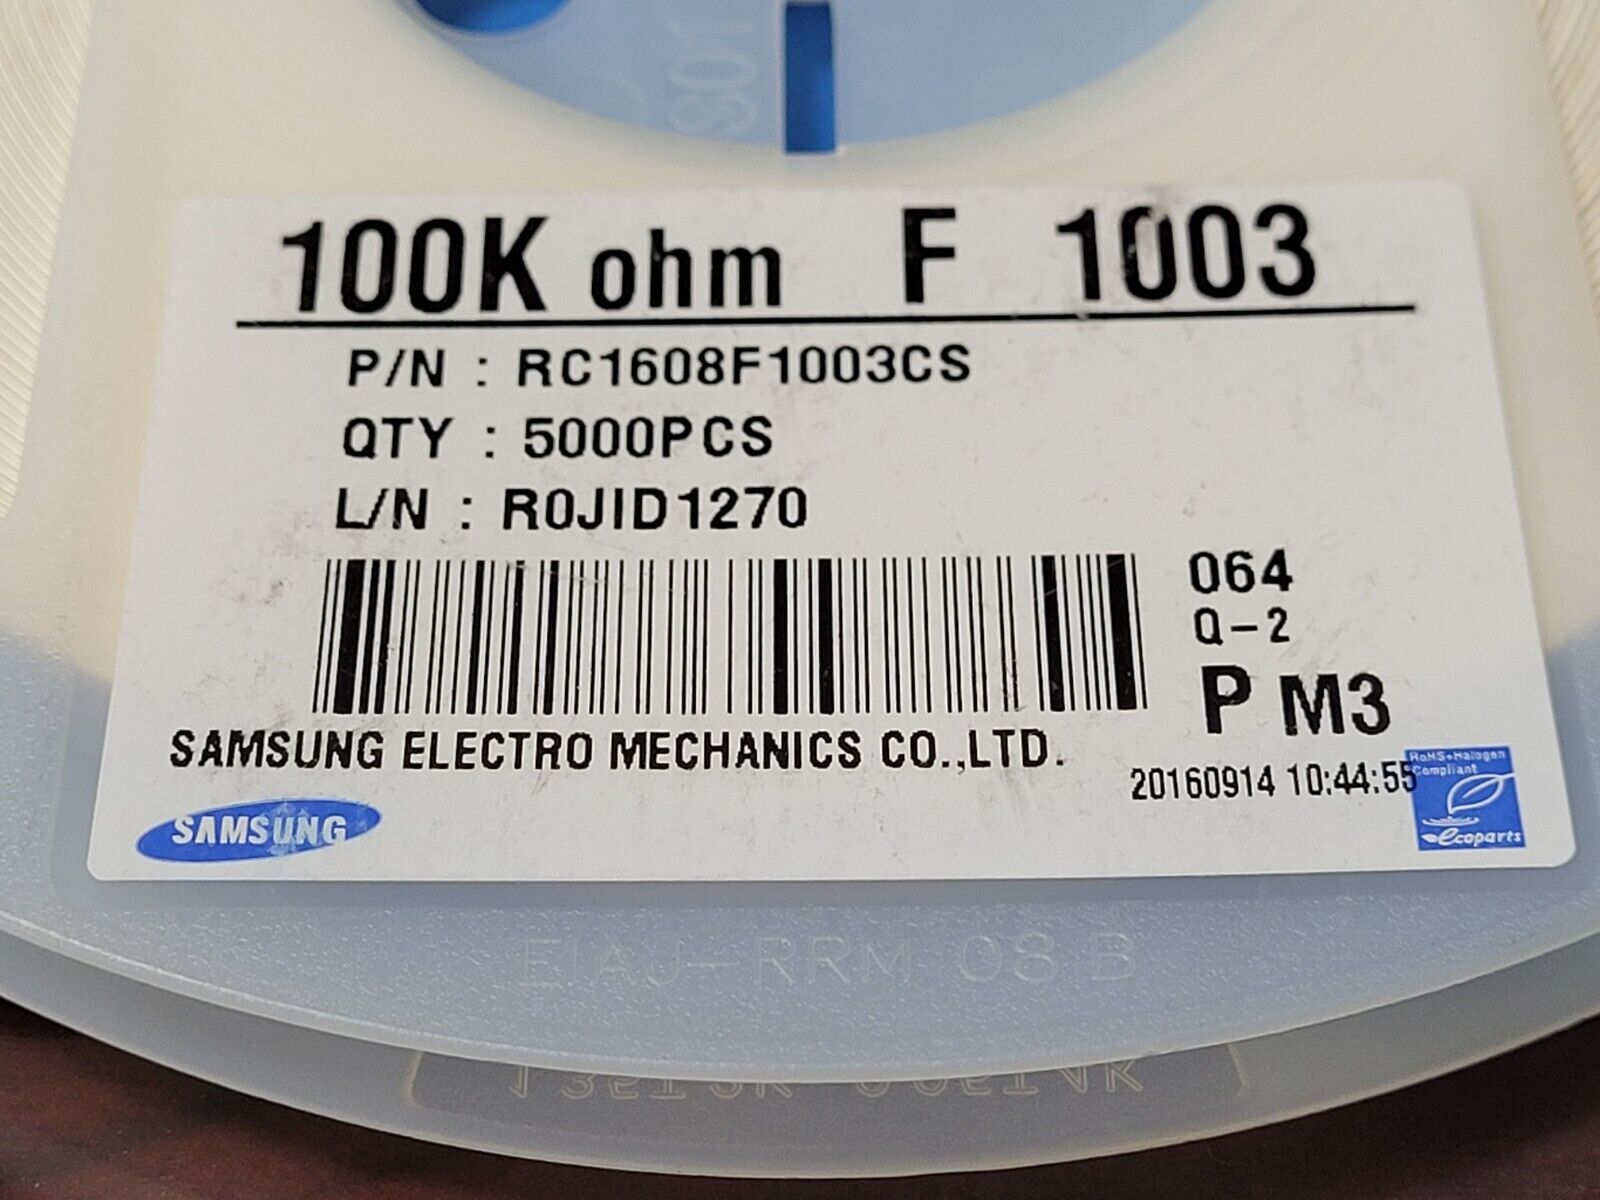 SO1
100K ohm F 1003
P/N : RC1608F1003CS
QTY : 5000PCS
L/N : R0JID1270
064
Q-2
P M3
SAMSUNG ELECTRO MECHANICS CO.,LTD.
20160914 10:44:55
RoHS+Halogen
Compliant
ecoparts
SAMSUNG
EIAJ-RRM 08 B